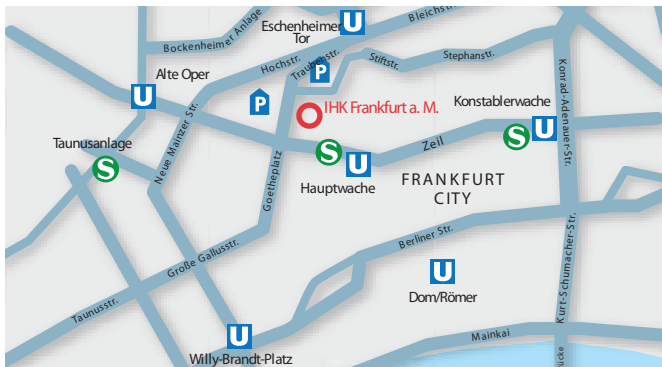 Bockenheimer Anlage
Eschenheimer
Tor
U
Bleichstr.
Hochstr.
Traubenstr.
P
Stiftstr.
Stephanstr.
Alte Oper
U
P
IHK Frankfurt a. M.
Konstablerwache
S
U
Konrad-Adenauer-Str.
Taunusanlage
S
Neue Mainzer Str.
Goetheplatz
S
U
Hauptwache
Zeil
FRANKFURT
CITY
Große Gallusstr.
Berliner Str.
Taunusstr.
U
Dom/Römer
Kurt-Schumacher-Str.
U
Willy-Brandt-Platz
Mainkai
rücke